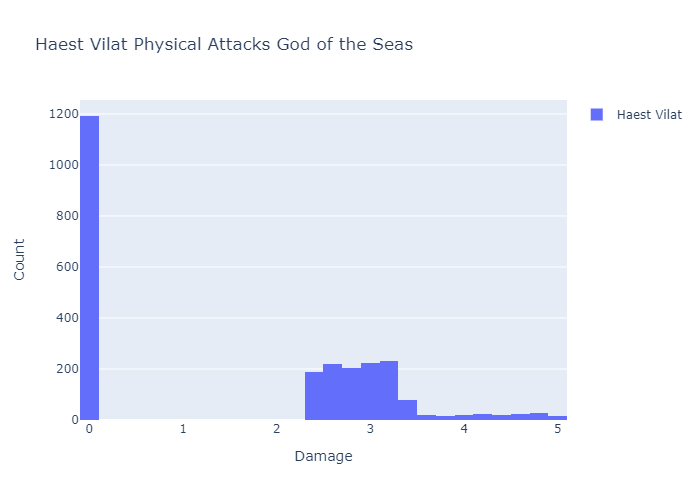 Haest Vilat Physical Attacks God of the Seas
Haest Vilat
1200
1000
800
600
400
200
0
Count
0 1 2 3 4 5
Damage